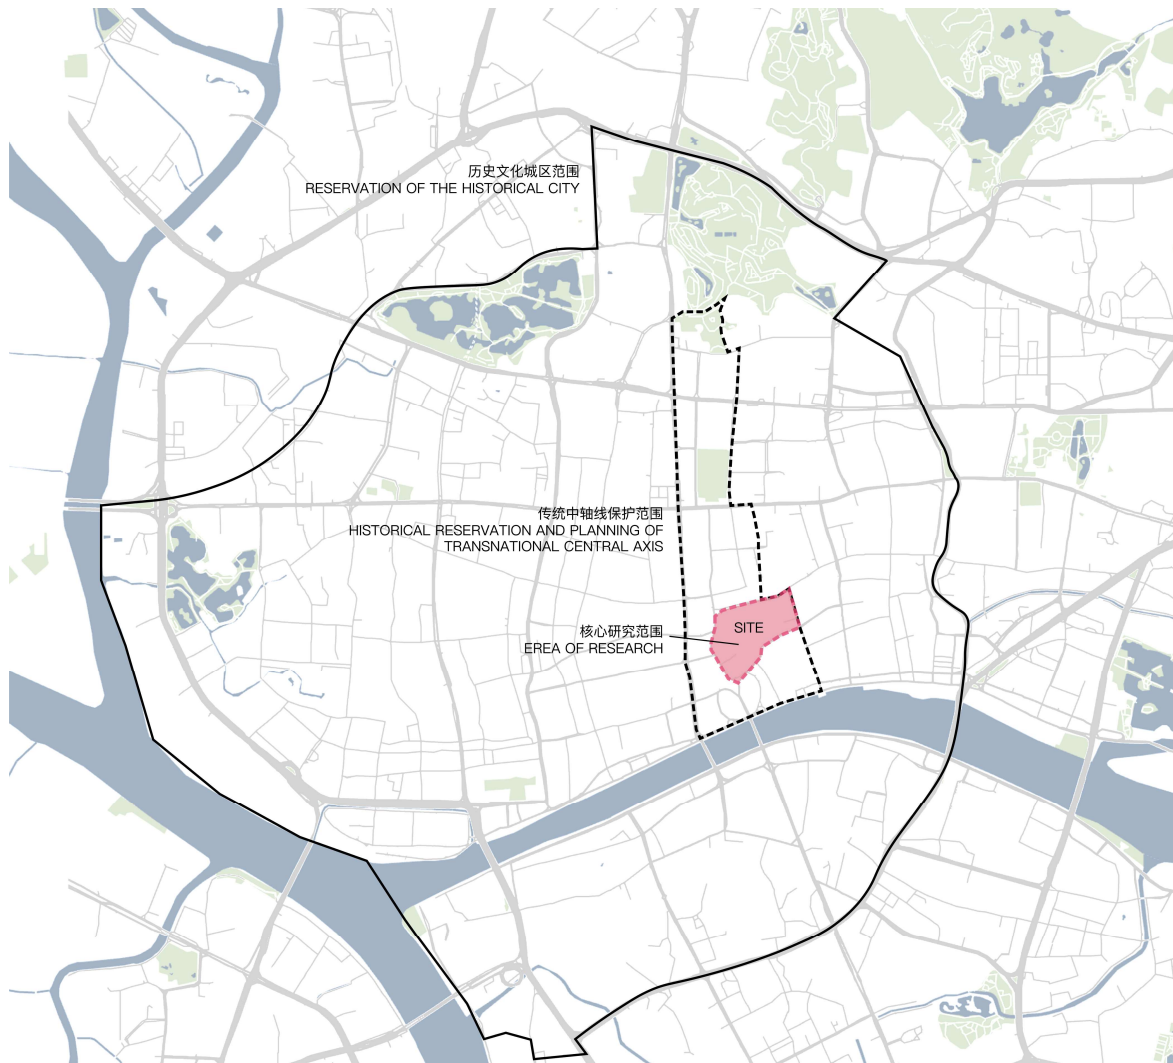 历史文化城区范围
RESERVATION OF THE HISTORICAL CITY
传统中轴线保护范围
HISTORICAL RESERVATION AND PLANNING OF
TRANSNATIONAL CENTRAL AXIS
核心研究范围
EREA OF RESEARCH
SITE